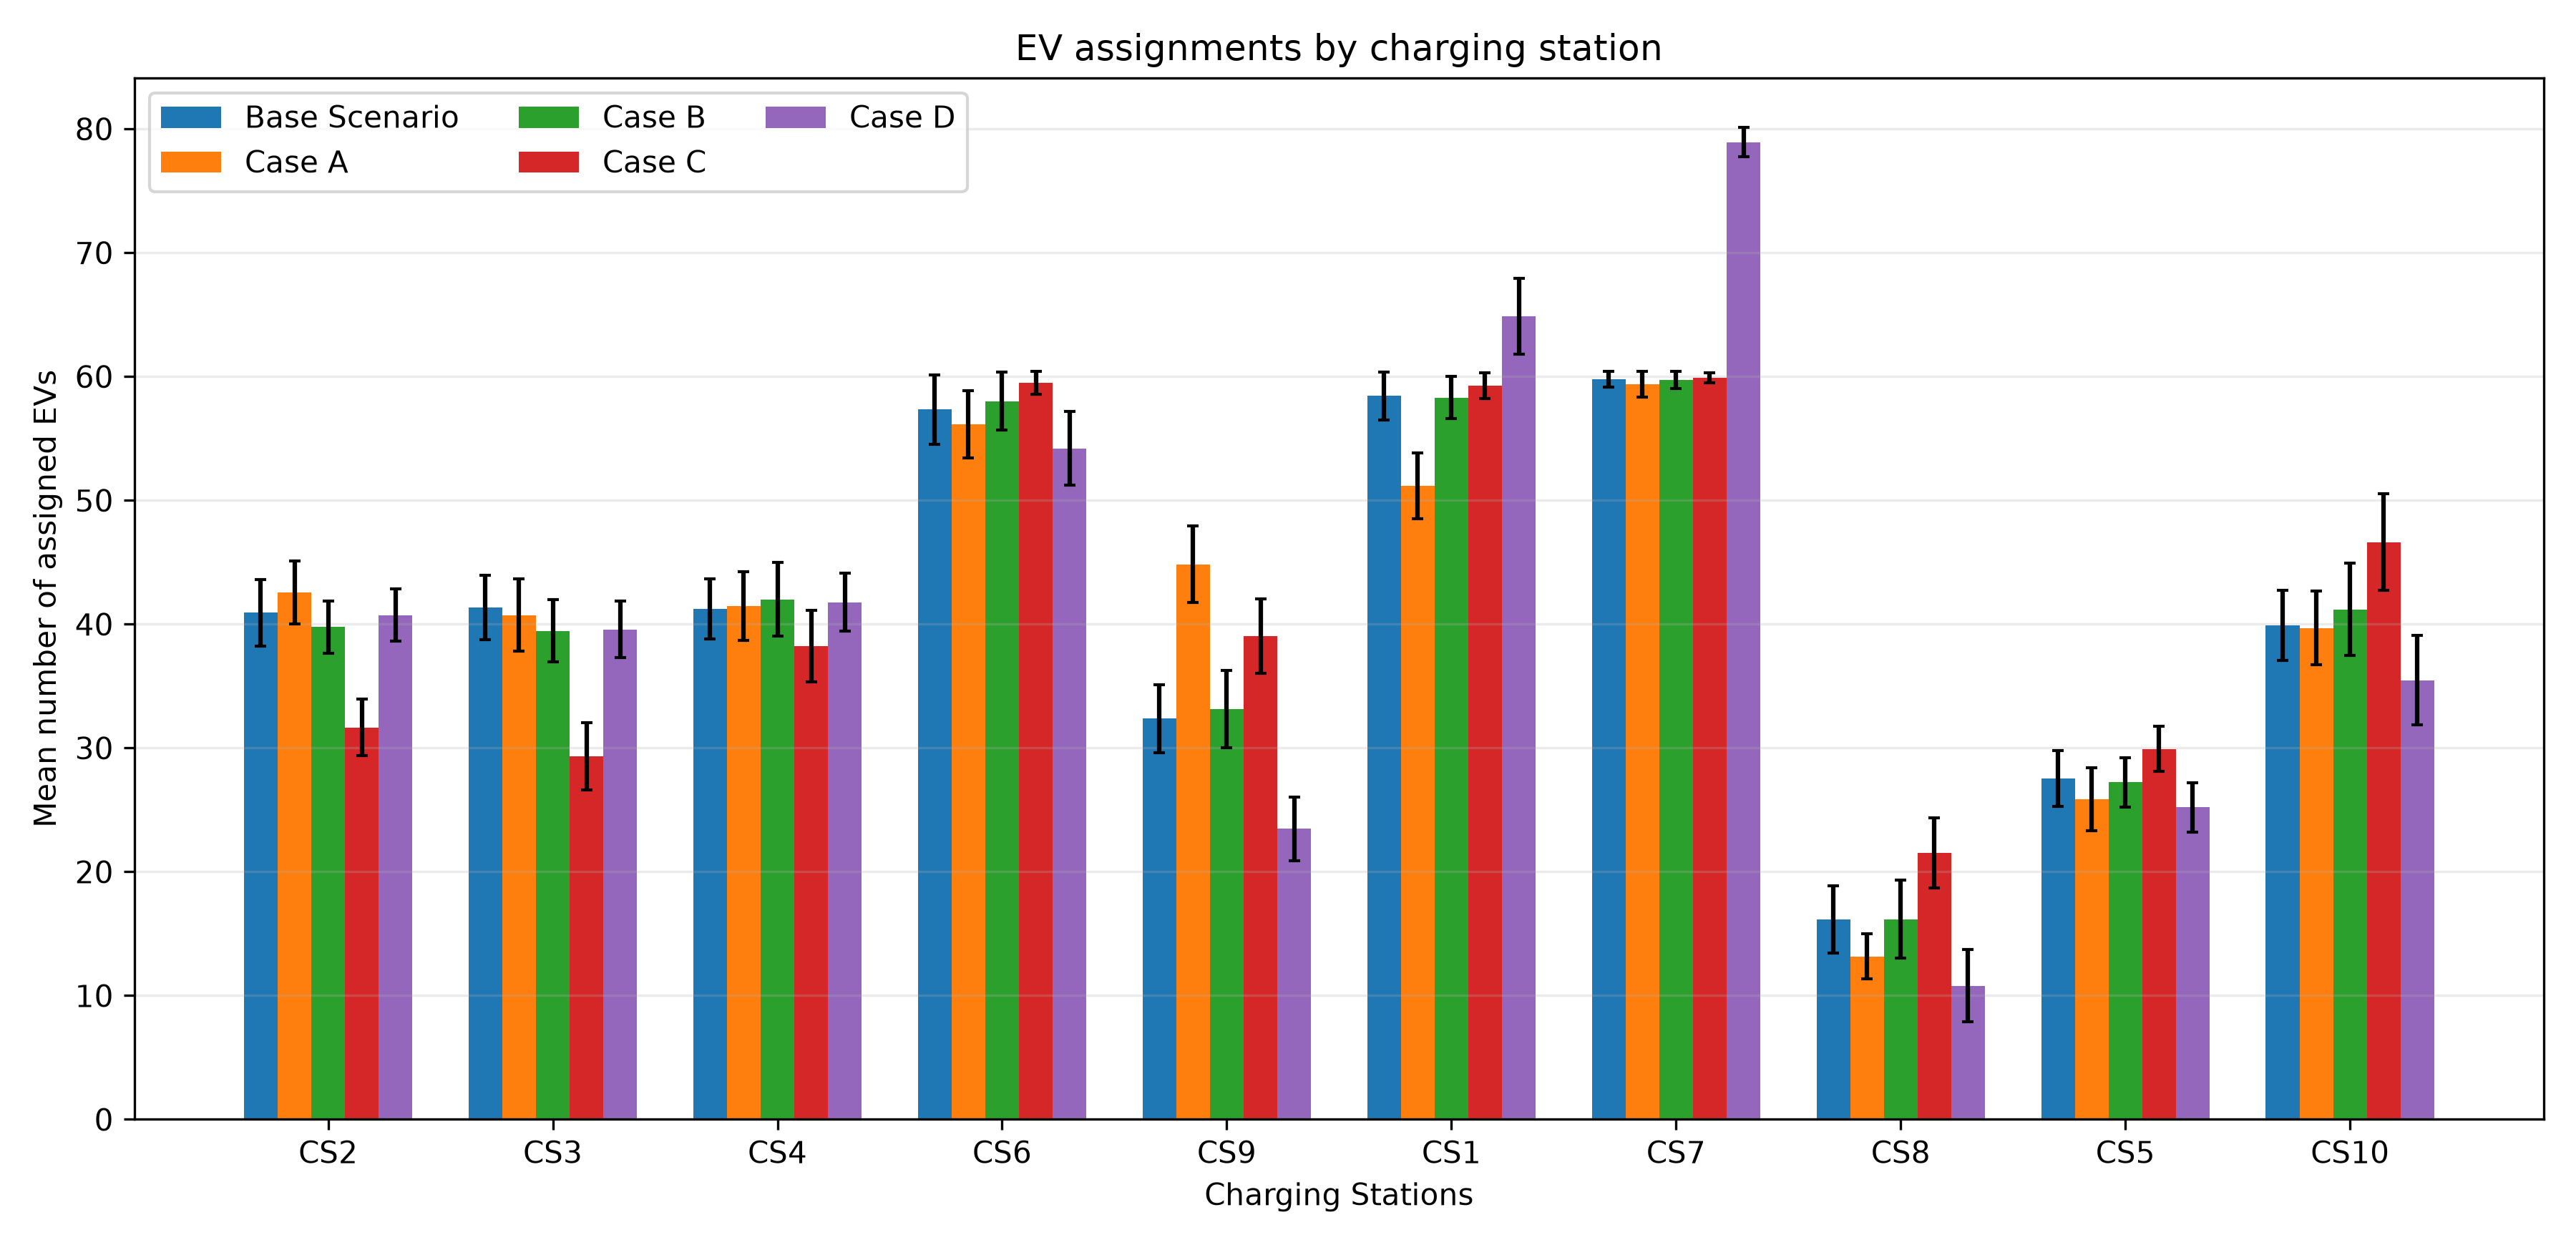 EV assignments by charging station
Base Scenario
Case A
Case B
Case C
Case D
Mean number of assigned EVs
80
70
60
50
40
30
20
10
0
CS2 CS3 CS4 CS6 CS9 CS1 CS7 CS8 CS5 CS10
Charging Stations